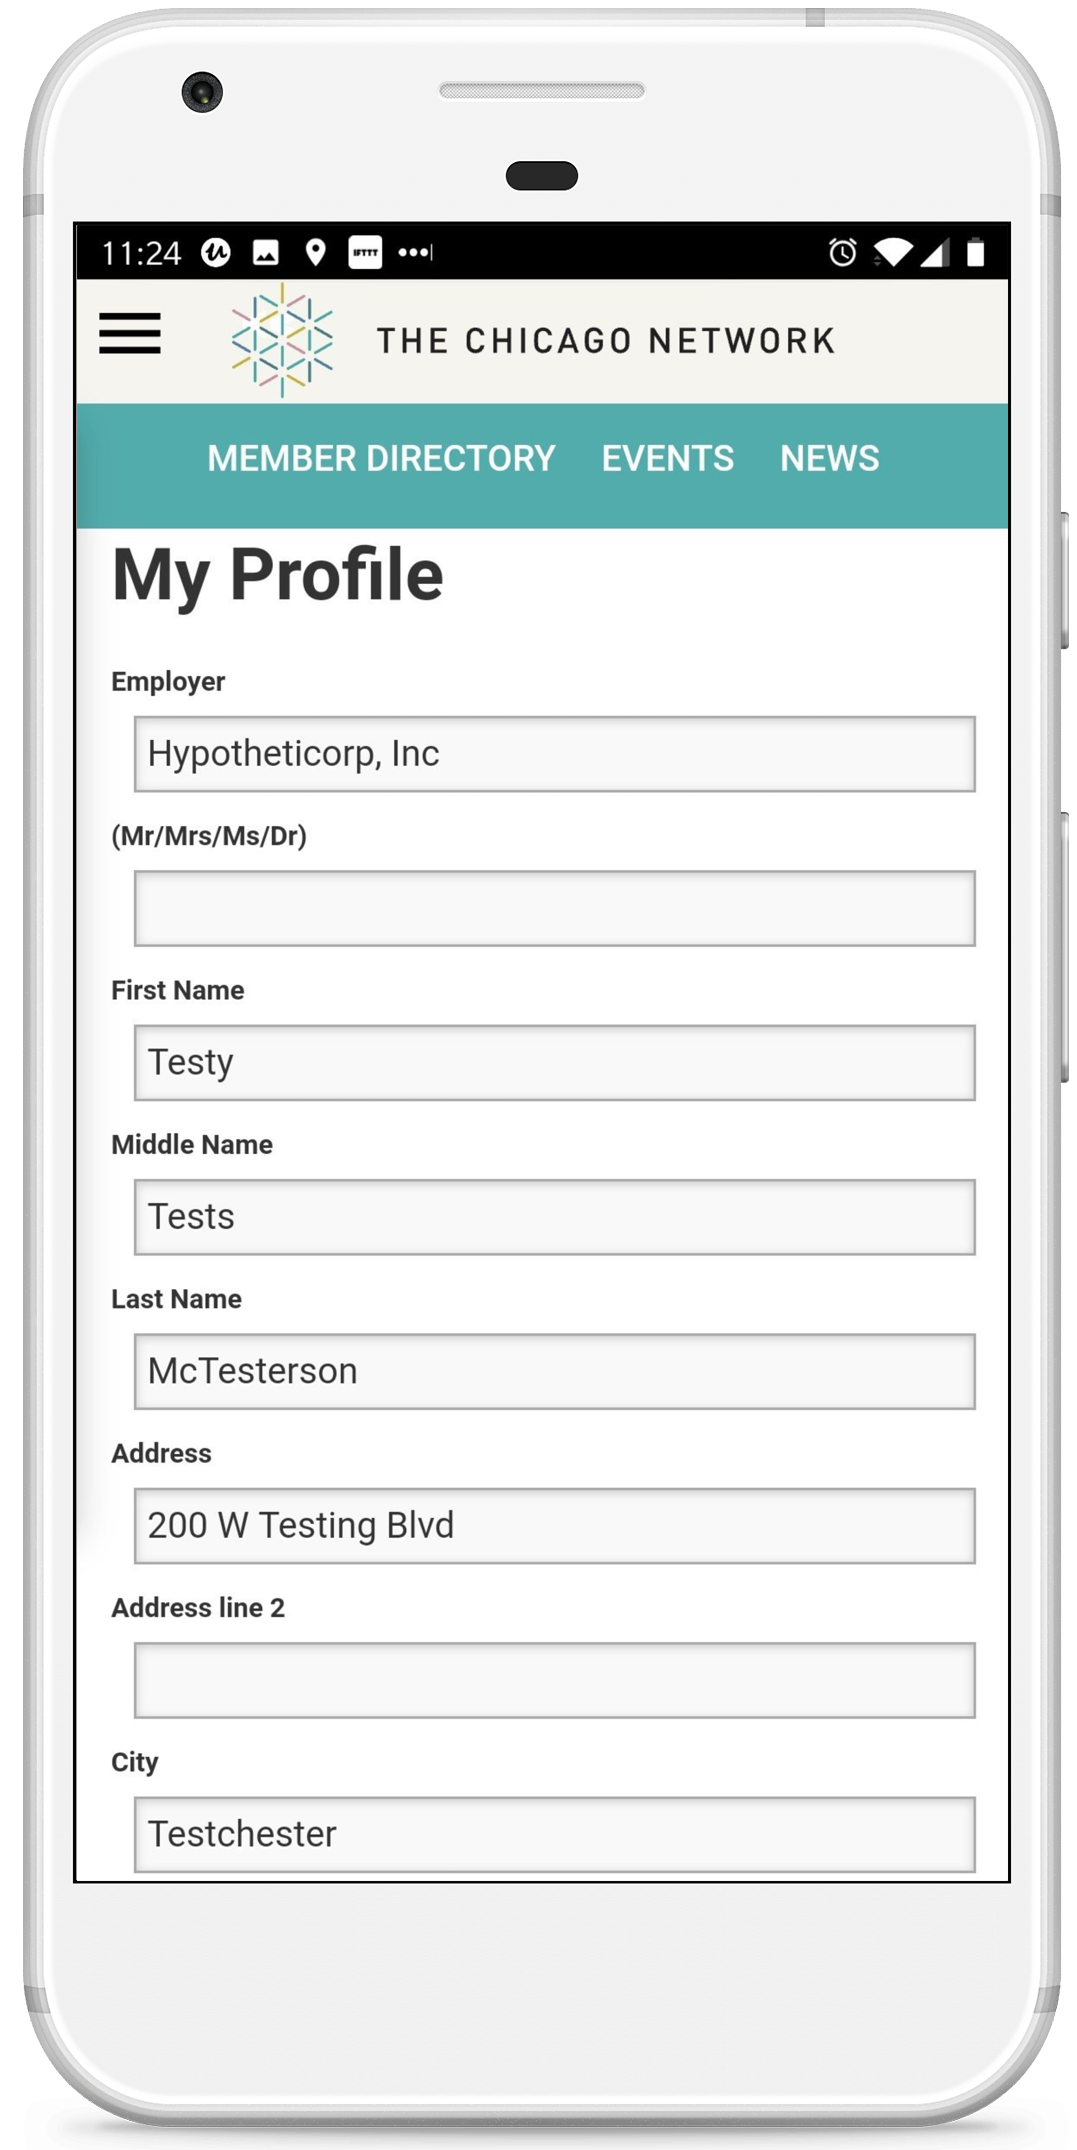 11:24 IFTTT
THE CHICAGO NETWORK
MEMBER DIRECTORY EVENTS NEWS
My Profile
Employer
Hypotheticorp, Inc
(Mr/Mrs/Ms/Dr)
First Name
Testy
Middle Name
Tests
Last Name
McTesterson
Address
200 W Testing Blvd
Address line 2
City
Testchester